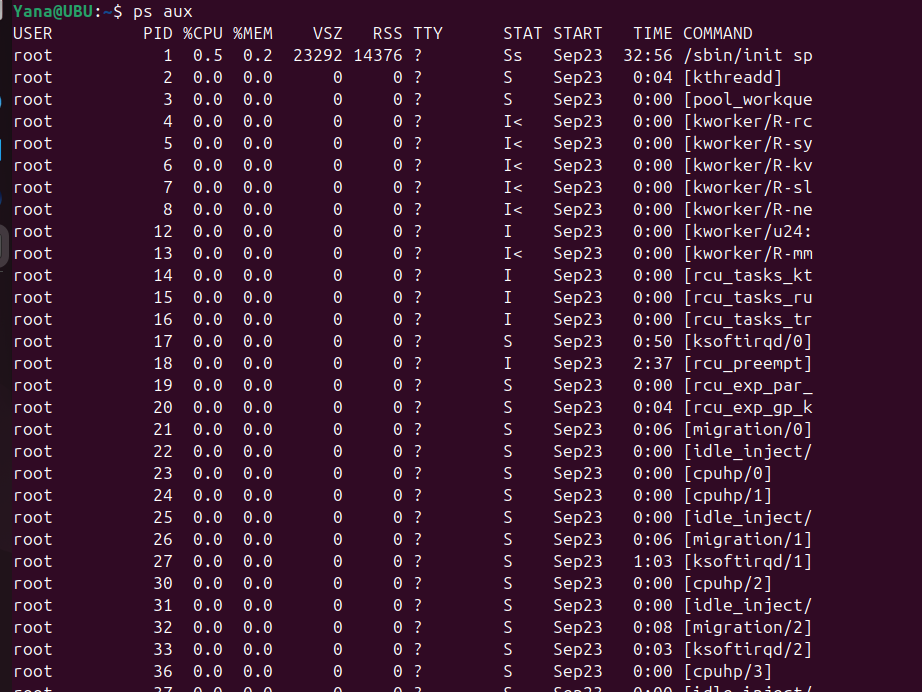 Yana@UBU:~$ ps aux
USER         PID %CPU %MEM    VSZ   RSS TTY      STAT START   TIME COMMAND
root           1  0.5  0.2  23292 14376 ?        Ss   Sep23  32:56 /sbin/init sp
root           2  0.0  0.0      0     0 ?        S    Sep23   0:04 [kthreadd]
root           3  0.0  0.0      0     0 ?        S    Sep23   0:00 [pool_workque
root           4  0.0  0.0      0     0 ?        I<   Sep23   0:00 [kworker/R-rc
root           5  0.0  0.0      0     0 ?        I<   Sep23   0:00 [kworker/R-sy
root           6  0.0  0.0      0     0 ?        I<   Sep23   0:00 [kworker/R-kv
root           7  0.0  0.0      0     0 ?        I<   Sep23   0:00 [kworker/R-sl
root           8  0.0  0.0      0     0 ?        I<   Sep23   0:00 [kworker/R-ne
root          12  0.0  0.0      0     0 ?        I    Sep23   0:00 [kworker/u24:
root          13  0.0  0.0      0     0 ?        I<   Sep23   0:00 [kworker/R-mm
root          14  0.0  0.0      0     0 ?        I    Sep23   0:00 [rcu_tasks_kt
root          15  0.0  0.0      0     0 ?        I    Sep23   0:00 [rcu_tasks_ru
root          16  0.0  0.0      0     0 ?        I    Sep23   0:00 [rcu_tasks_tr
root          17  0.0  0.0      0     0 ?        S    Sep23   0:50 [ksoftirqd/0]
root          18  0.0  0.0      0     0 ?        I    Sep23   2:37 [rcu_preempt]
root          19  0.0  0.0      0     0 ?        S    Sep23   0:00 [rcu_exp_par_
root          20  0.0  0.0      0     0 ?        S    Sep23   0:04 [rcu_exp_gp_k
root          21  0.0  0.0      0     0 ?        S    Sep23   0:06 [migration/0]
root          22  0.0  0.0      0     0 ?        S    Sep23   0:00 [idle_inject/
root          23  0.0  0.0      0     0 ?        S    Sep23   0:00 [cpuhp/0]
root          24  0.0  0.0      0     0 ?        S    Sep23   0:00 [cpuhp/1]
root          25  0.0  0.0      0     0 ?        S    Sep23   0:00 [idle_inject/
root          26  0.0  0.0      0     0 ?        S    Sep23   0:06 [migration/1]
root          27  0.0  0.0      0     0 ?        S    Sep23   1:03 [ksoftirqd/1]
root          30  0.0  0.0      0     0 ?        S    Sep23   0:00 [cpuhp/2]
root          31  0.0  0.0      0     0 ?        S    Sep23   0:00 [idle_inject/
root          32  0.0  0.0      0     0 ?        S    Sep23   0:08 [migration/2]
root          33  0.0  0.0      0     0 ?        S    Sep23   0:03 [ksoftirqd/2]
root          36  0.0  0.0      0     0 ?        S    Sep23   0:00 [cpuhp/3]
root          37  0.0  0.0      0     0 ?        S    Sep23   0:00 [idle_inject/